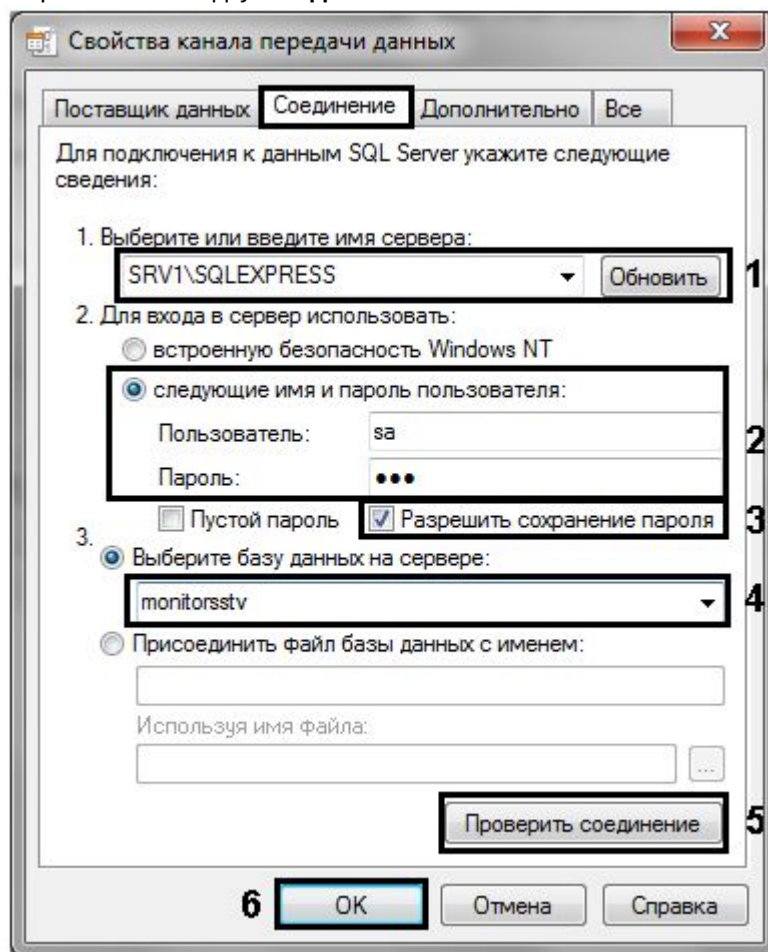 Свойства канала передачи данных
Поставщик данных Соединение Дополнительно Все
Для подключения к данным SQL Server укажите следующие
сведения:
1. Выберите или введите имя сервера:
SRV1\SQLEXPRESS Обновить 1
2. Для входа в сервер использовать:
встроенную безопасность Windows NT
следующие имя и пароль пользователя:
Пользователь: sa
2
Пароль: •••
Пустой пароль Разрешить сохранение пароля 3
3.
Выберите базу данных на сервере:
monitorsstv 4
Присоединить файл базы данных с именем:
Используя имя файла:
...
Проверить соединение 5
6 OK Отмена Справка